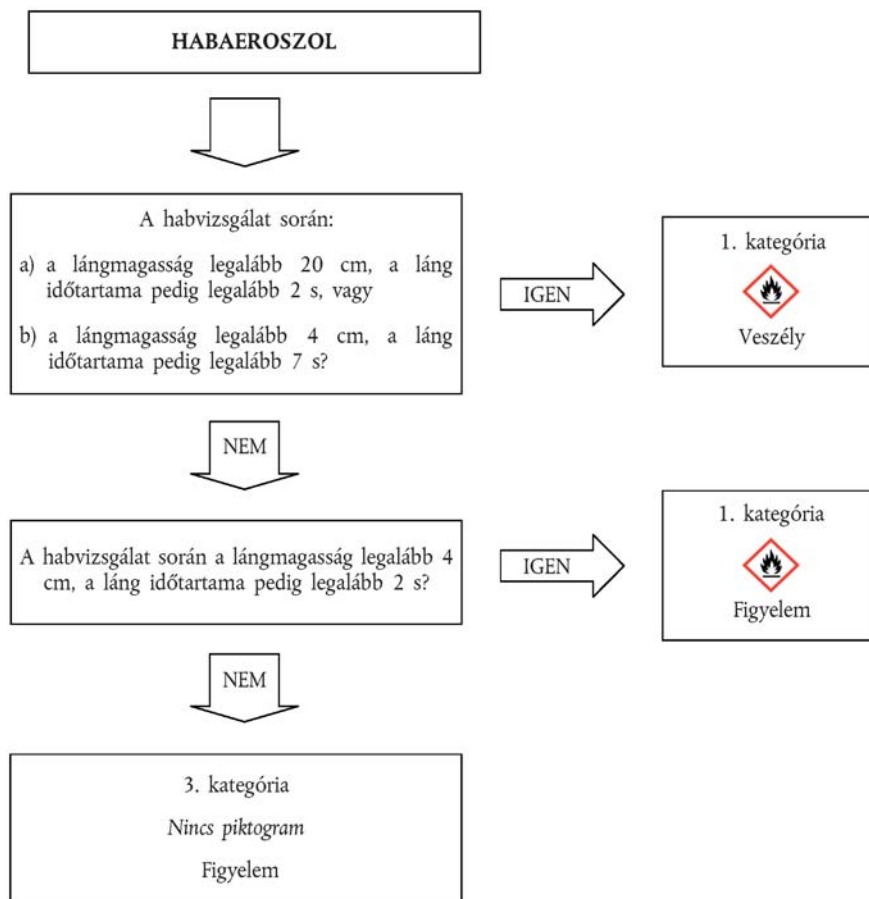 HABAEROSZOL
A habvizsgálat során:
a) a lángmagasság legalább 20 cm, a láng
időtartama pedig legalább 2 s, vagy
b) a lángmagasság legalább 4 cm, a láng
időtartama pedig legalább 7 s?
IGEN
1. kategória
Veszély
NEM
A habvizsgálat során a lángmagasság legalább 4
cm, a láng időtartama pedig legalább 2 s?
IGEN
1. kategória
Figyelem
NEM
3. kategória
Nincs piktogram
Figyelem